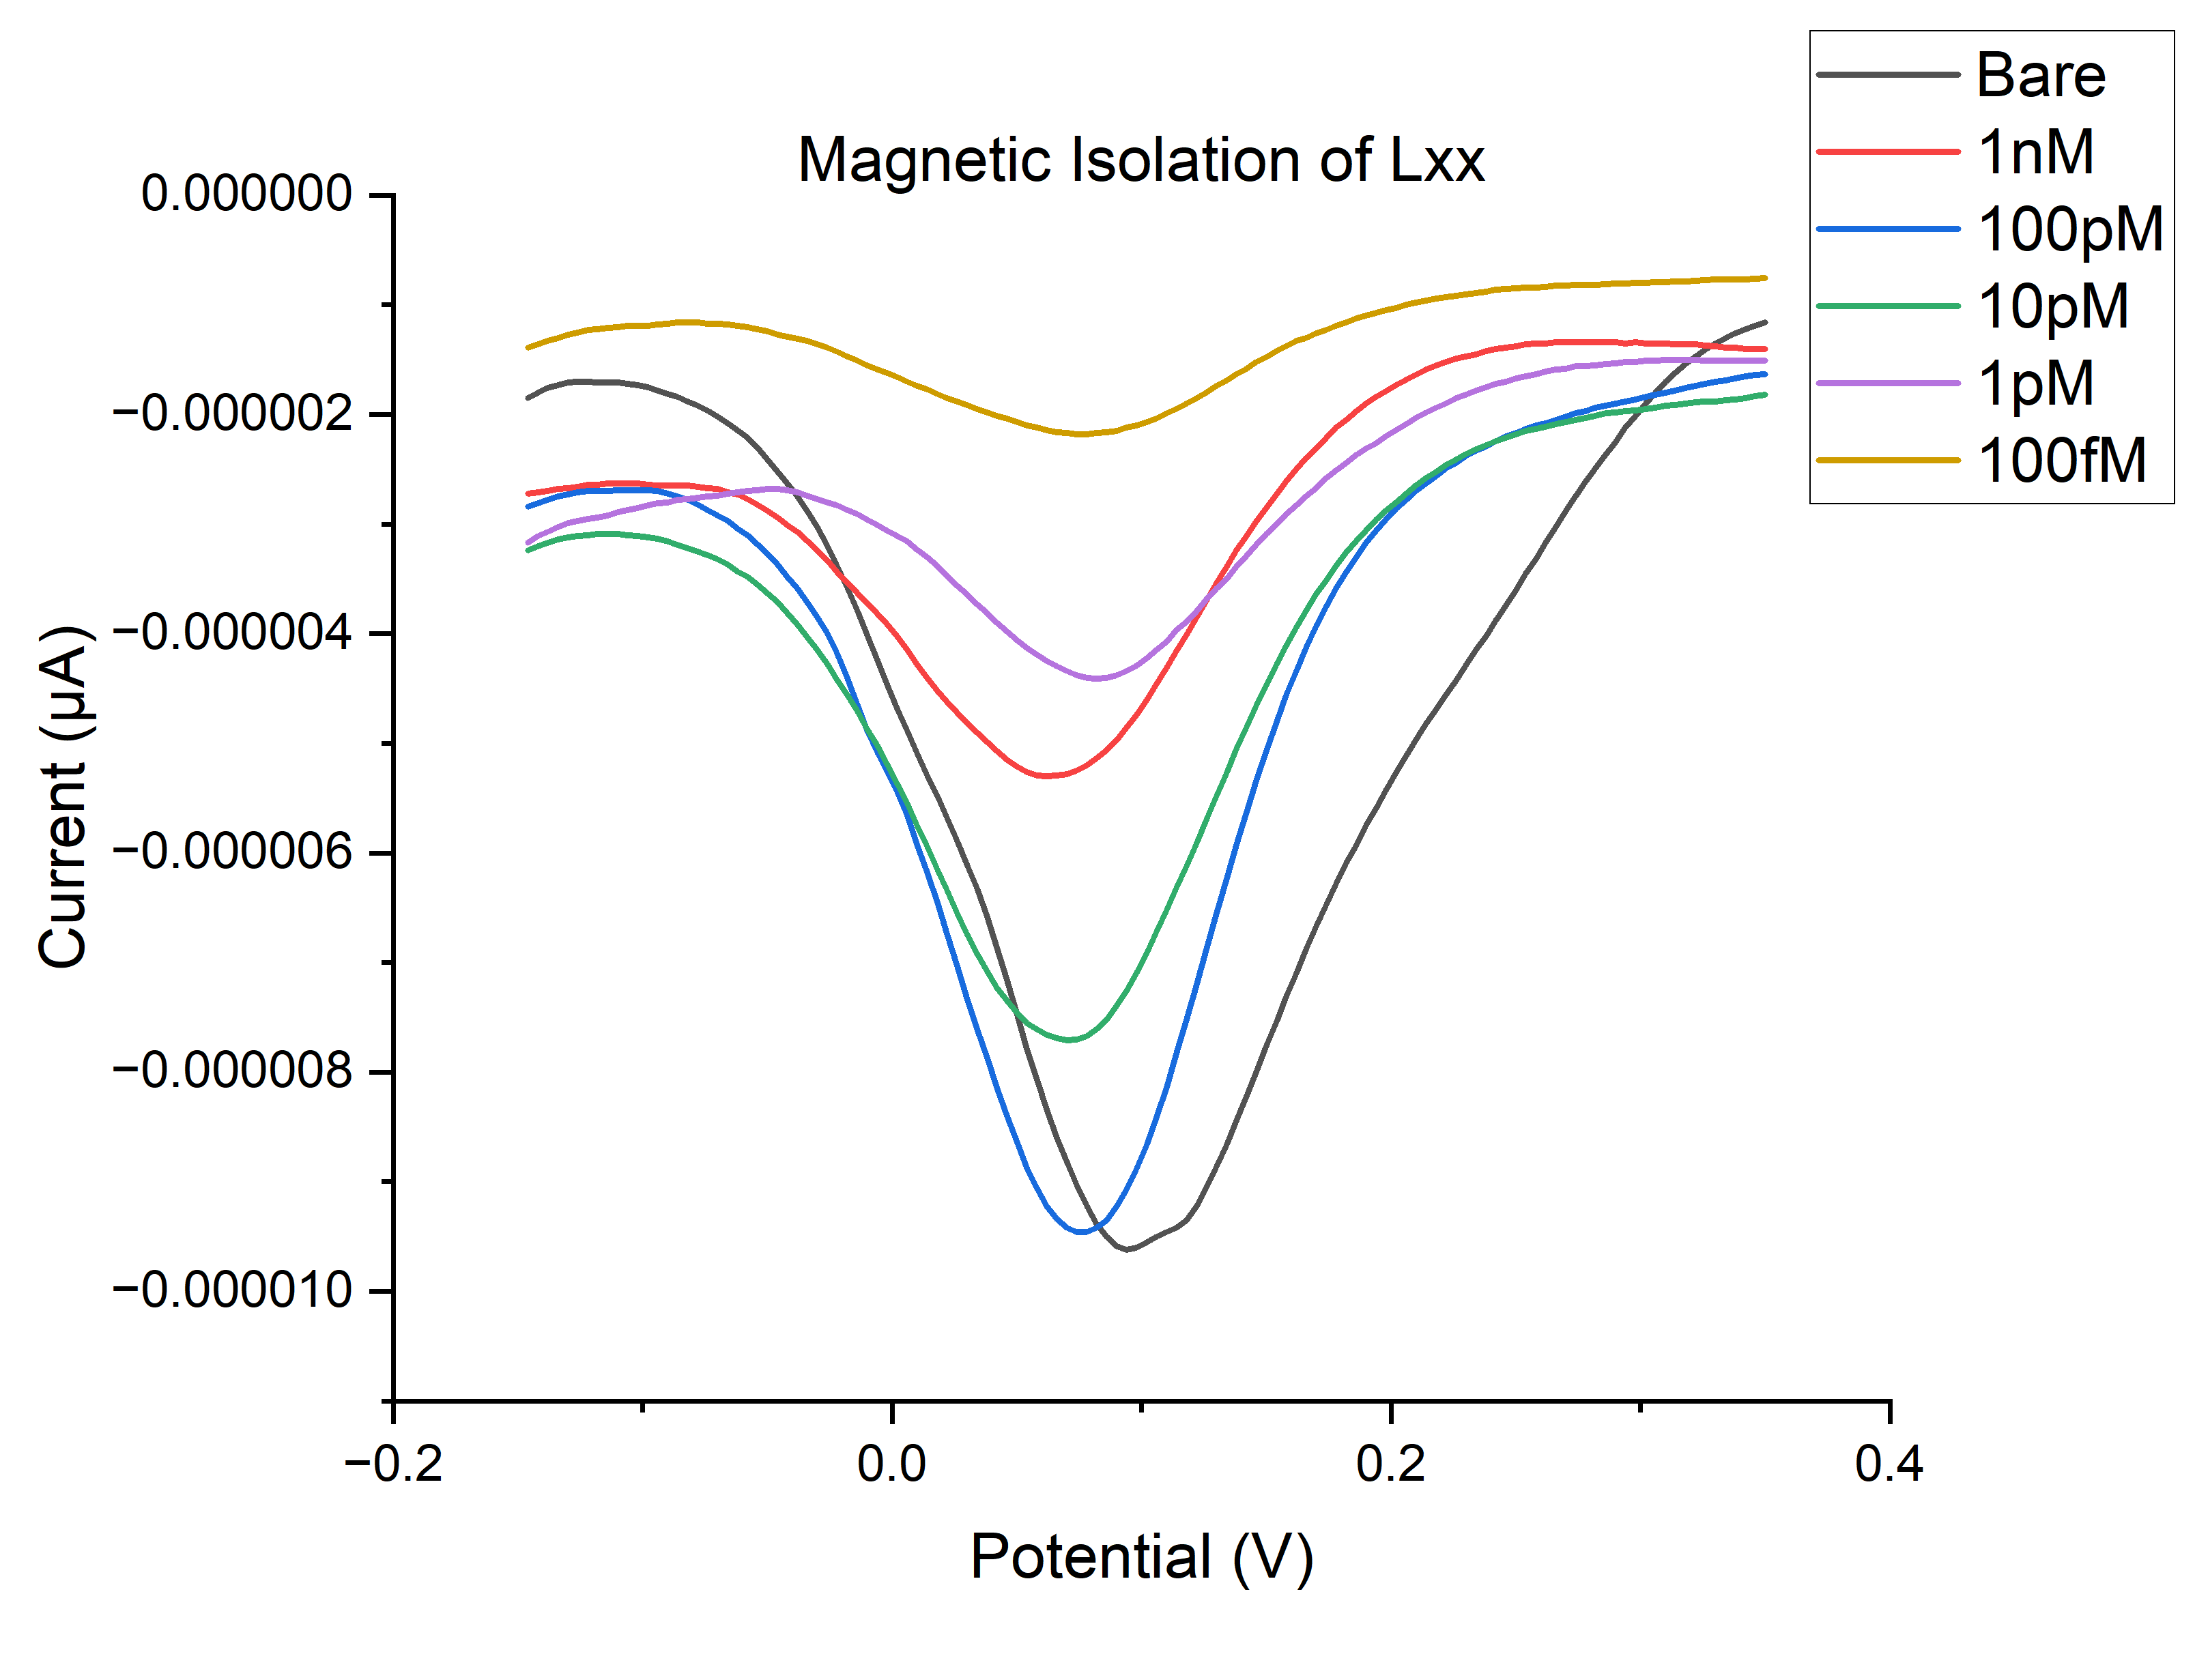 Magnetic Isolation of Lxx
Bare
1nM
100pM
10pM
1pM
100fM
Current (µA)
0.000000
−0.000002
−0.000004
−0.000006
−0.000008
−0.000010
−0.2
0.0
0.2
0.4
Potential (V)